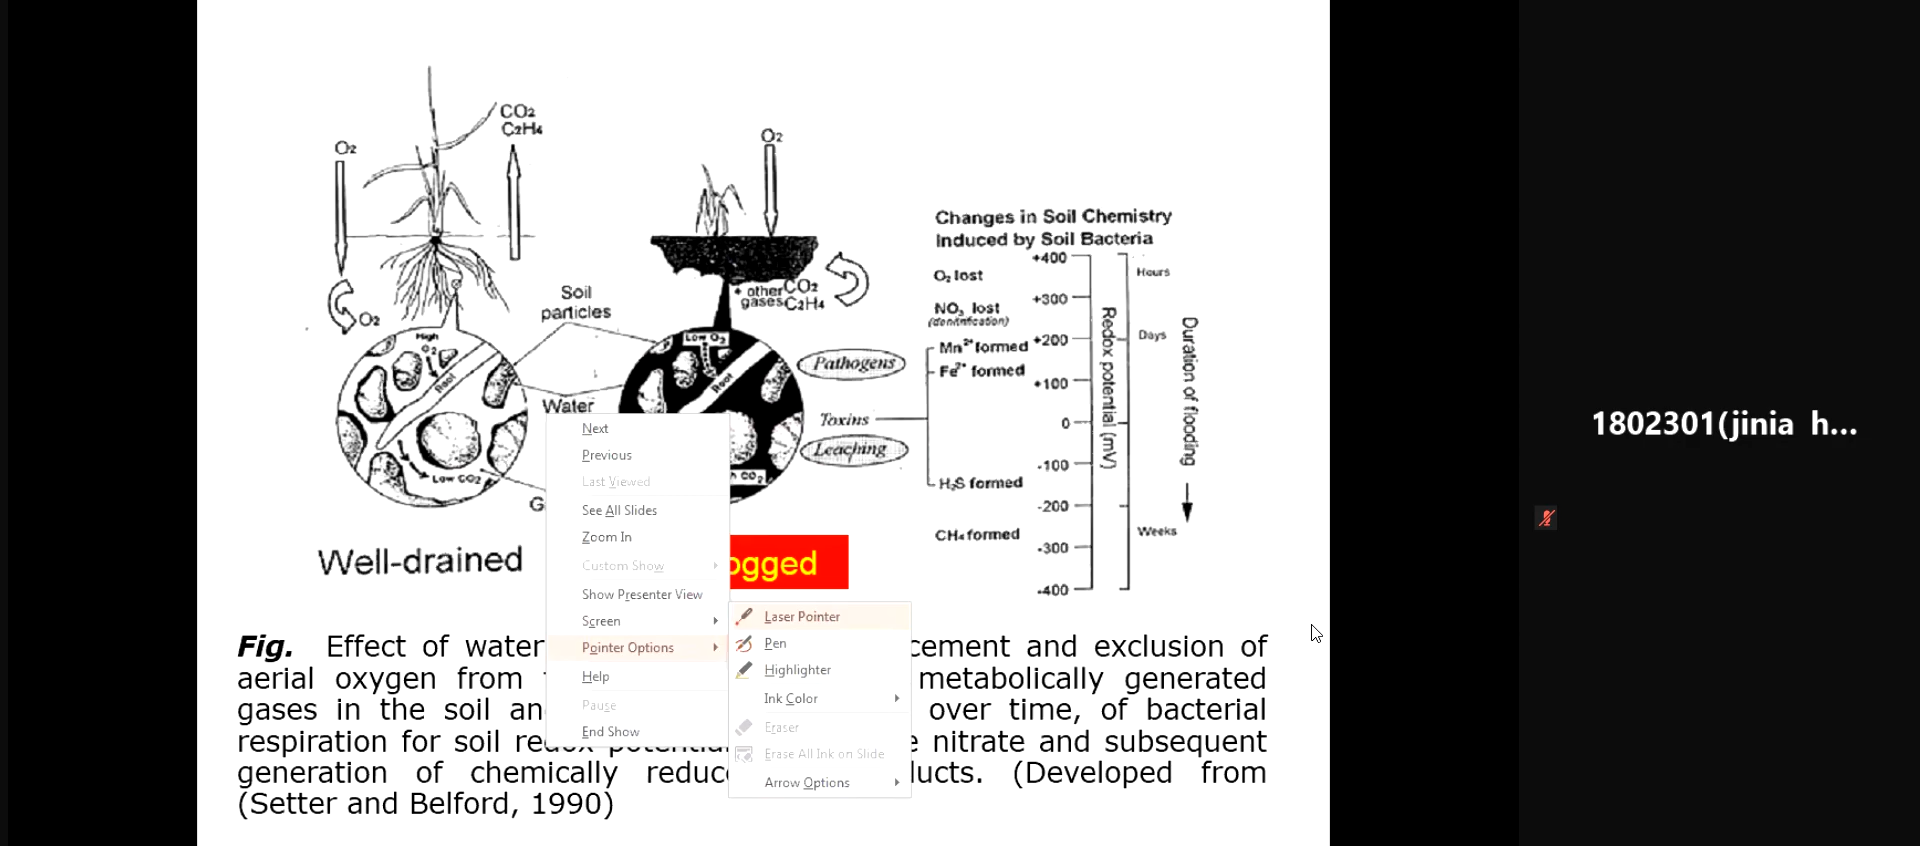 CO2
C2H4
O2
O2
Changes in Soil Chemistry
Induced by Soil Bacteria
+400
O2 lost
Hours
+ other CO2
gases C2H4
Soil
particles
+300
NO3 lost
(denitrification)
O2
High
O2
Root
Low O2
Root
Pathogens
Mn2+ formed
+200
Days
Fe2+ formed
+100
Redox potential (mV)
Duration of flooding
Water
Toxins
0
Leaching
-100
Low CO2
CO2
H2S formed
-200
CH4 formed
Weeks
-300
-400
Well-drained
ogged
Next
Previous
Last Viewed
See All Slides
Zoom In
Custom Show
Show Presenter View
Screen
Pointer Options
Help
Pause
End Show
Laser Pointer
Pen
Highlighter
Ink Color
Eraser
Erase All Ink on Slide
Arrow Options
Fig. Effect of water cement and exclusion of
aerial oxygen from metabolically generated
gases in the soil an over time, of bacterial
respiration for soil redox potential nitrate and subsequent
generation of chemically reduc ucts. (Developed from
(Setter and Belford, 1990)
1802301(jinia h...